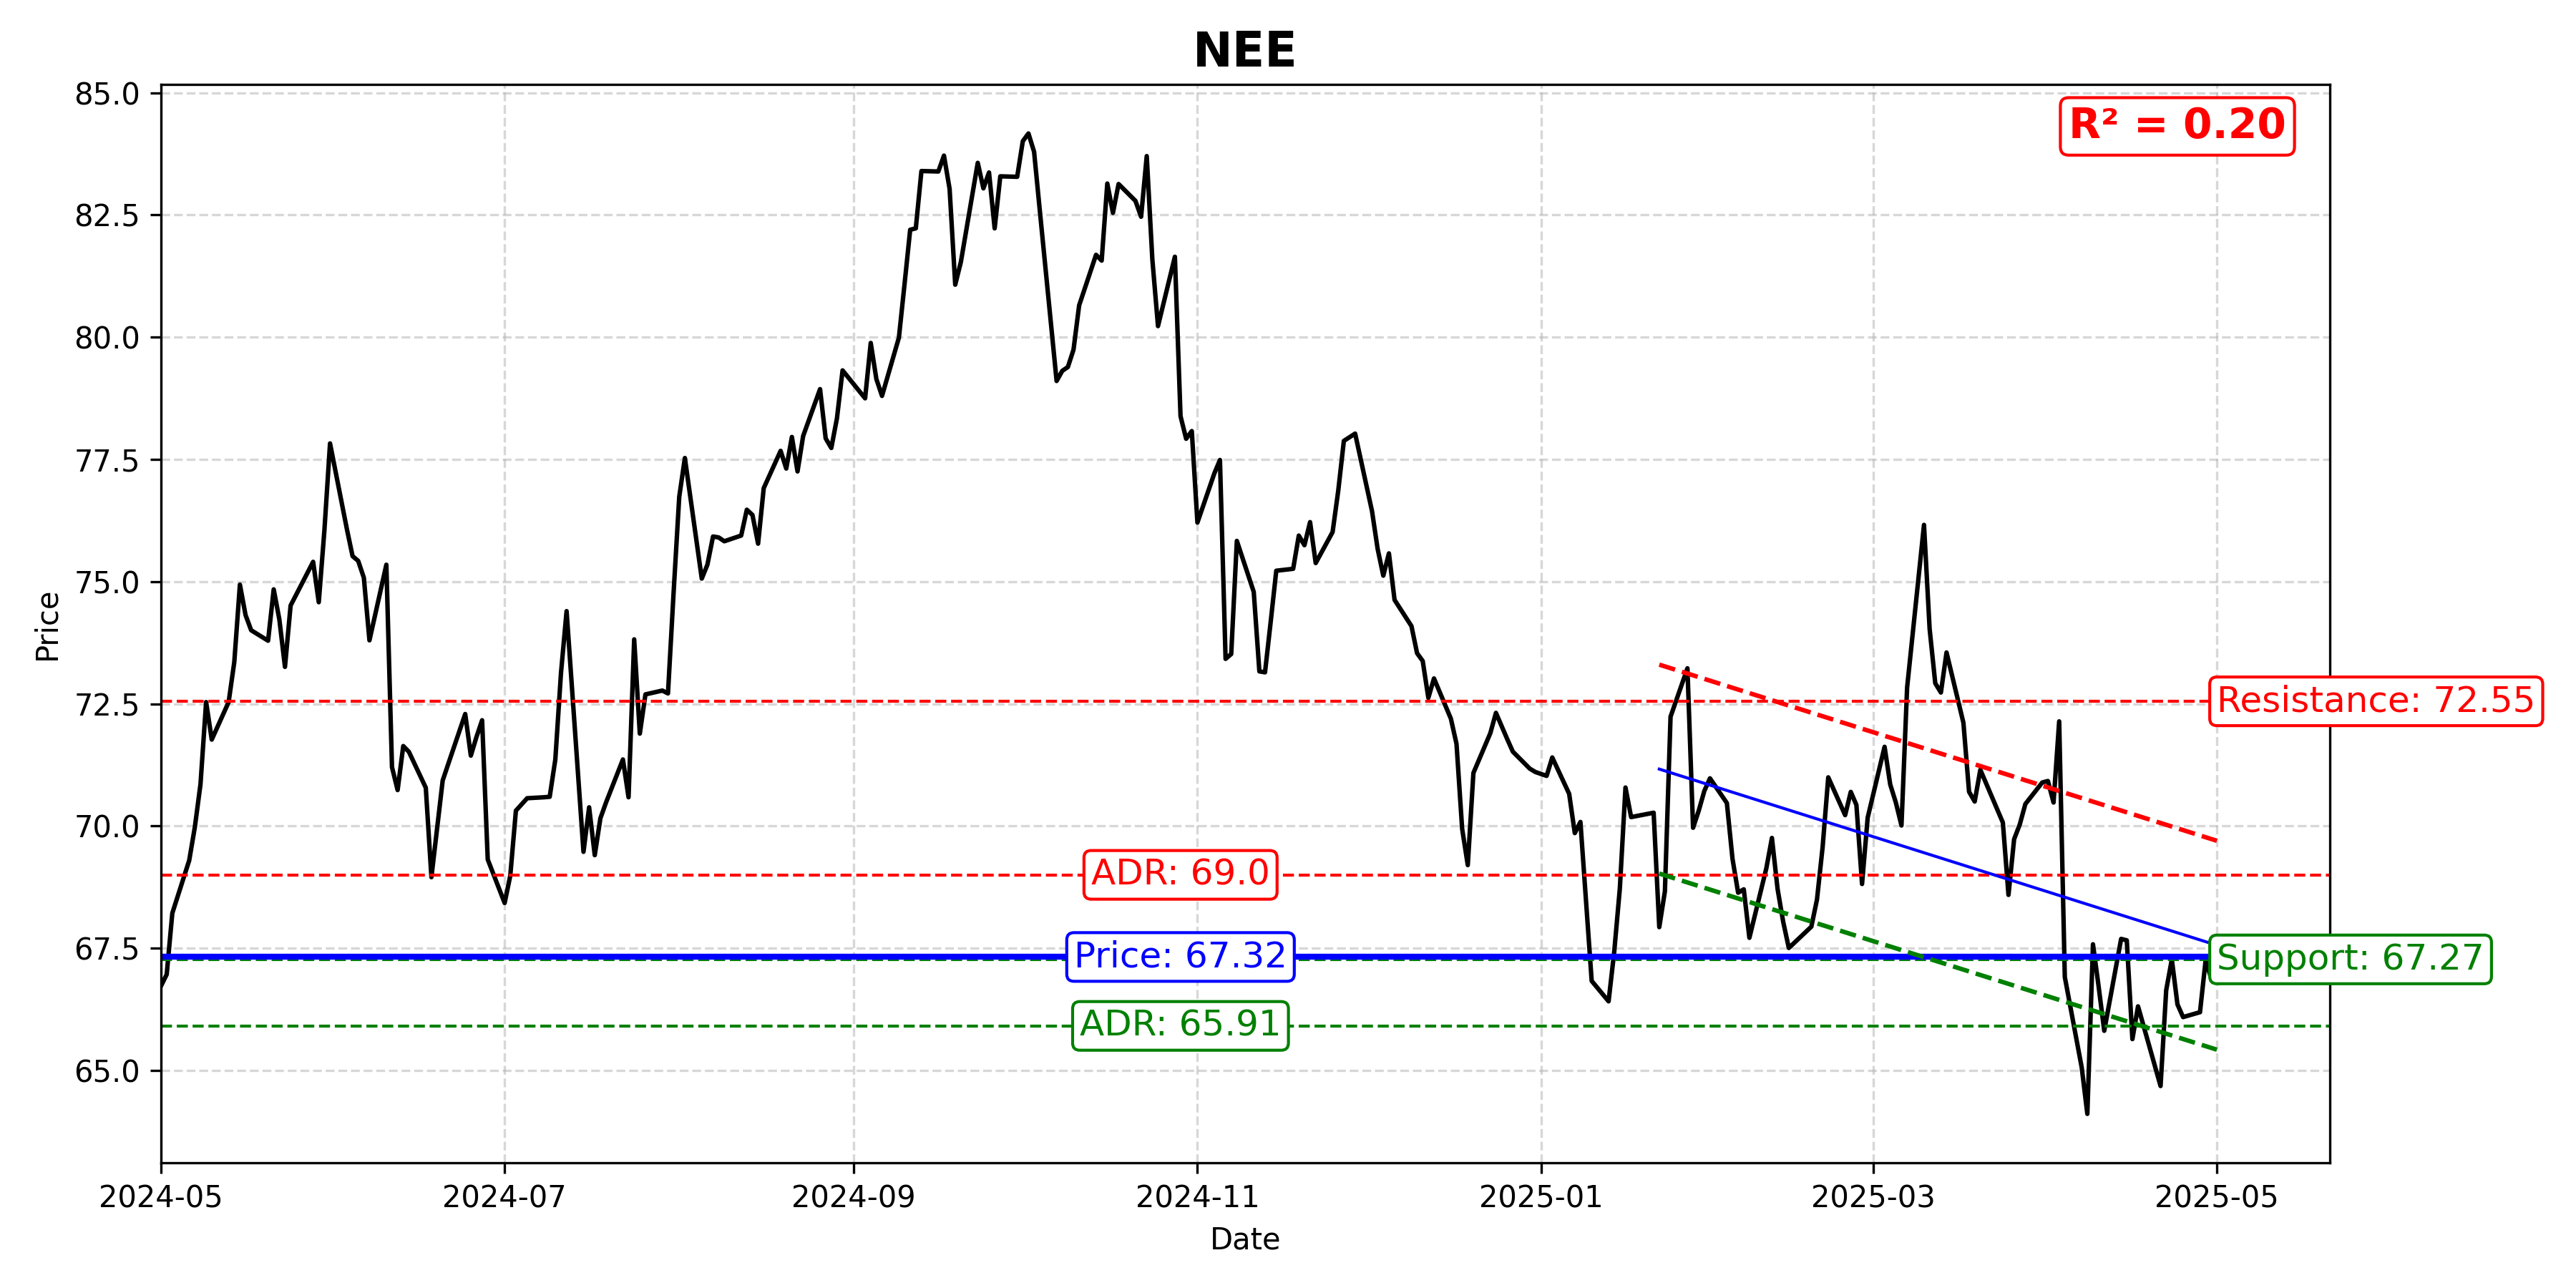 NEE
R² = 0.20
85.0
82.5
80.0
77.5
75.0
72.5
70.0
67.5
65.0
Price
Resistance: 72.55
ADR: 69.0
Price: 67.32
Support: 67.27
ADR: 65.91
2024-05
2024-07
2024-09
2024-11
2025-01
2025-03
2025-05
Date